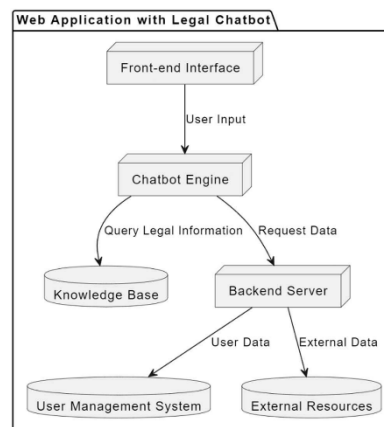 Web Application with Legal Chatbot
Front-end Interface
User Input
Chatbot Engine
Query Legal Information
Request Data
Knowledge Base
Backend Server
User Data
External Data
User Management System
External Resources